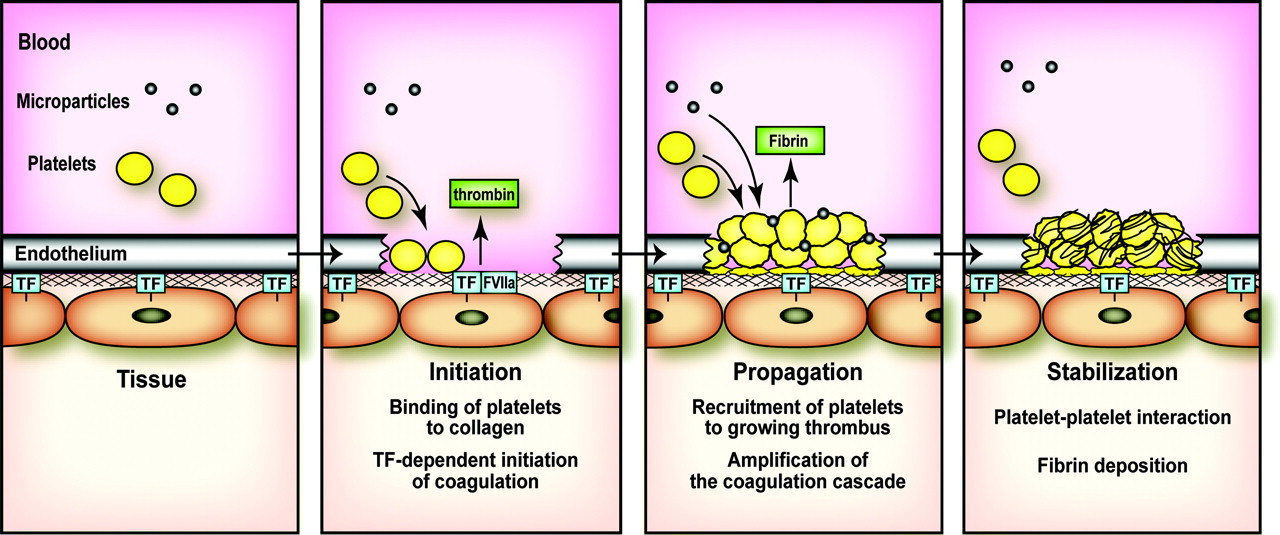 Blood
Microparticles
Platelets
Endothelium
TF
TF
TF
Tissue
thrombin
TF
TF FVIIa
TF
Initiation
Binding of platelets
to collagen
TF-dependent initiation
of coagulation
Fibrin
TF
TF
TF
Propagation
Recruitment of platelets
to growing thrombus
Amplification of
the coagulation cascade
TF
TF
TF
Stabilization
Platelet-platelet interaction
Fibrin deposition